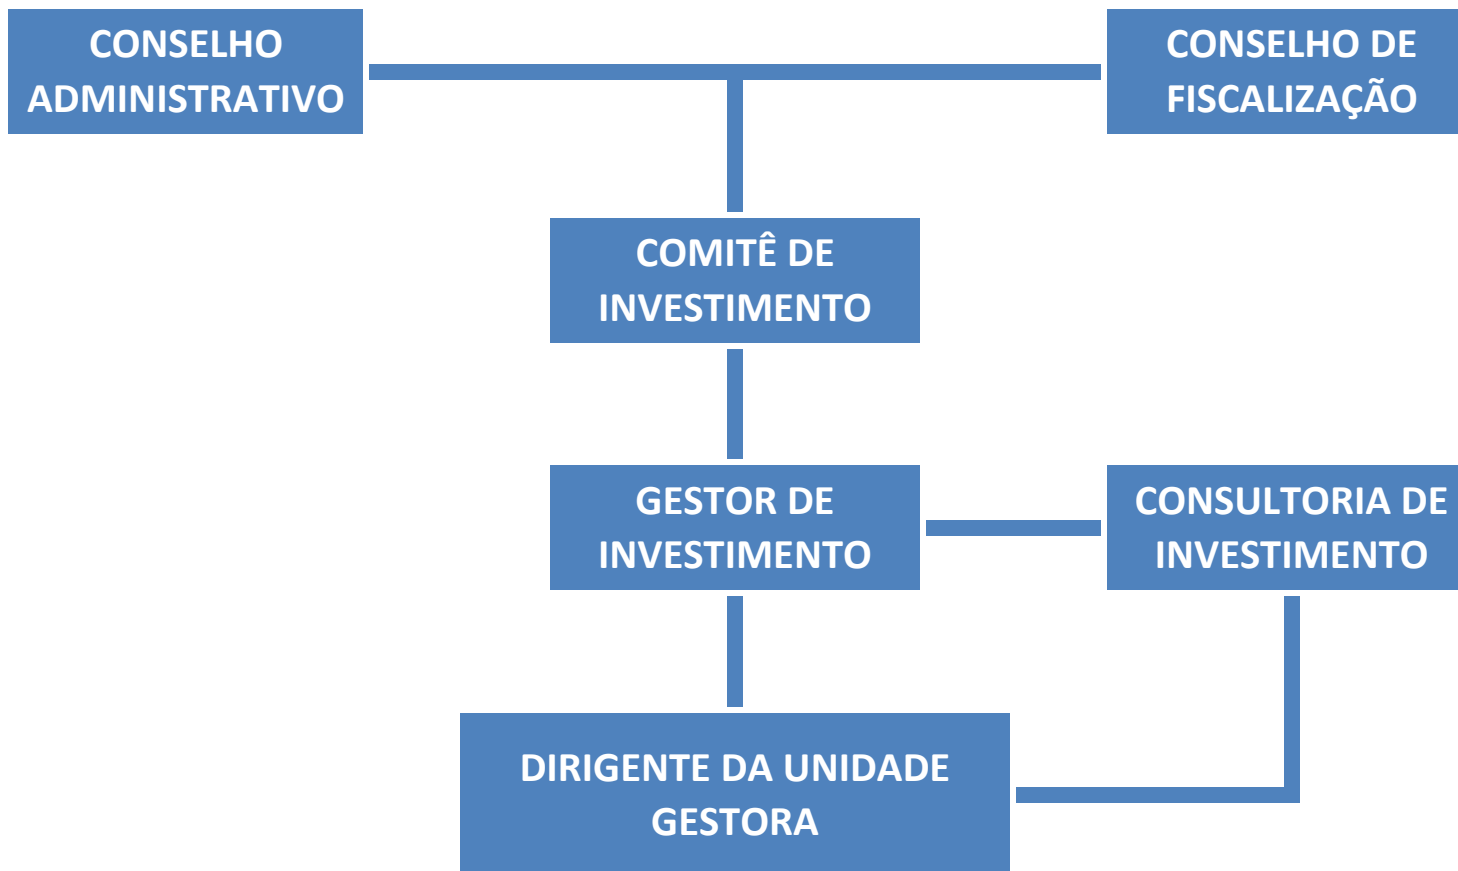 CONSELHO
ADMINISTRATIVO
CONSELHO DE
FISCALIZAÇÃO
COMITÊ DE
INVESTIMENTO
GESTOR DE
INVESTIMENTO
CONSULTORIA DE
INVESTIMENTO
DIRIGENTE DA UNIDADE
GESTORA